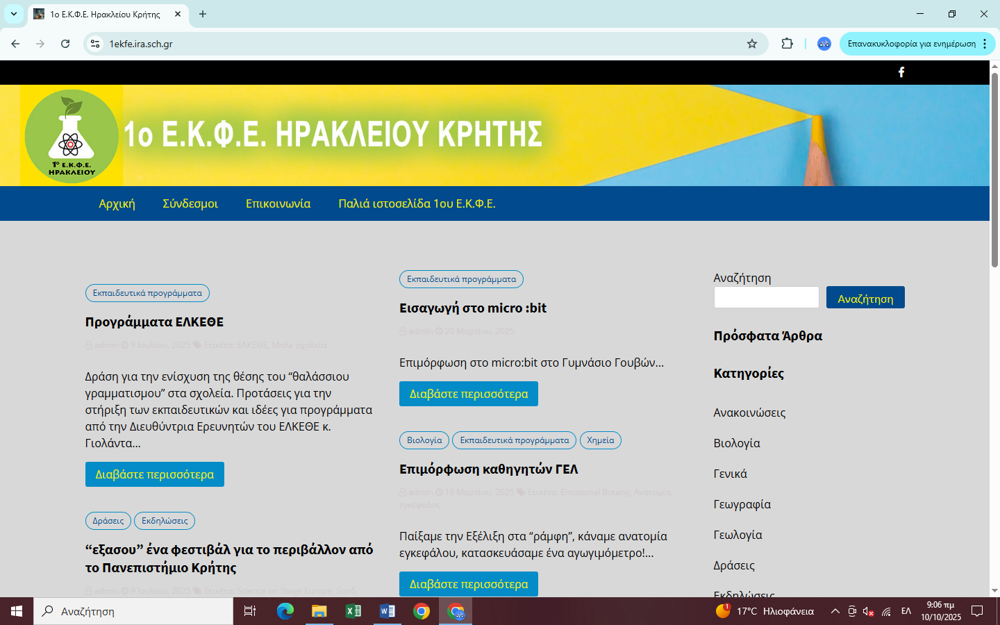 1ο Ε.Κ.Φ.Ε. Ηρακλείου Κρήτης
1ekfe.ira.sch.gr
Επανακυκλοφορία για ενημέρωση
1ο Ε.Κ.Φ.Ε. ΗΡΑΚΛΕΙΟΥ ΚΡΗΤΗΣ
1ο Ε.Κ.Φ.Ε.
ΗΡΑΚΛΕΙΟΥ
Αρχική
Σύνδεσμοι
Επικοινωνία
Παλιά ιστοσελίδα 1ου Ε.Κ.Φ.Ε.
Εκπαιδευτικά προγράμματα
Προγράμματα ΕΛΚΕΘΕ
admin 9 Ιουλίου, 2025 Ετικέτα: ΕΛΚΕΘΕ, Μπλε σχολεία
Δράση για την ενίσχυση της θέσης του “θαλάσσιου
γραμματισμου” στα σχολεία. Προτάσεις για την
στήριξη των εκπαιδευτικών και ιδέες για προγράμματα
από την Διευθύντρια Ερευνητών του ΕΛΚΕΘΕ κ.
Γιολάντα...
Διαβάστε περισσότερα
Δράσεις
Εκδηλώσεις
“εξασου” ένα φεστιβάλ για το περιβάλλον από
το Πανεπιστήμιο Κρήτης
admin 9 Ιουλίου, 2025 Ετικέτα: Science on Stage Europe, SonS,
Εκπαιδευτικά προγράμματα
Εισαγωγή στο micro :bit
admin 20 Μαρτίου, 2025
Επιμόρφωση στο micro:bit στο Γυμνάσιο Γουβών...
Διαβάστε περισσότερα
Βιολογία
Εκπαιδευτικά προγράμματα
Χημεία
Επιμόρφωση καθηγητών ΓΕΛ
admin 19 Μαρτίου, 2025 Ετικέτα: Emotional Botany, Ανατομία,
εγκέφαλος
Παίξαμε την Εξέλιξη στα “ράμφη”, κάναμε ανατομία
εγκεφάλου, κατασκευάσαμε ένα αγωγιμόμετρο!...
Διαβάστε περισσότερα
Αναζήτηση
Αναζήτηση
Πρόσφατα Άρθρα
Κατηγορίες
Ανακοινώσεις
Βιολογία
Γενικά
Γεωγραφία
Γεωλογία
Δράσεις
Εκδηλώσεις
Αναζήτηση
1
17°C Ηλιοφάνεια
ΕΛ
9:06 πμ
10/10/2025